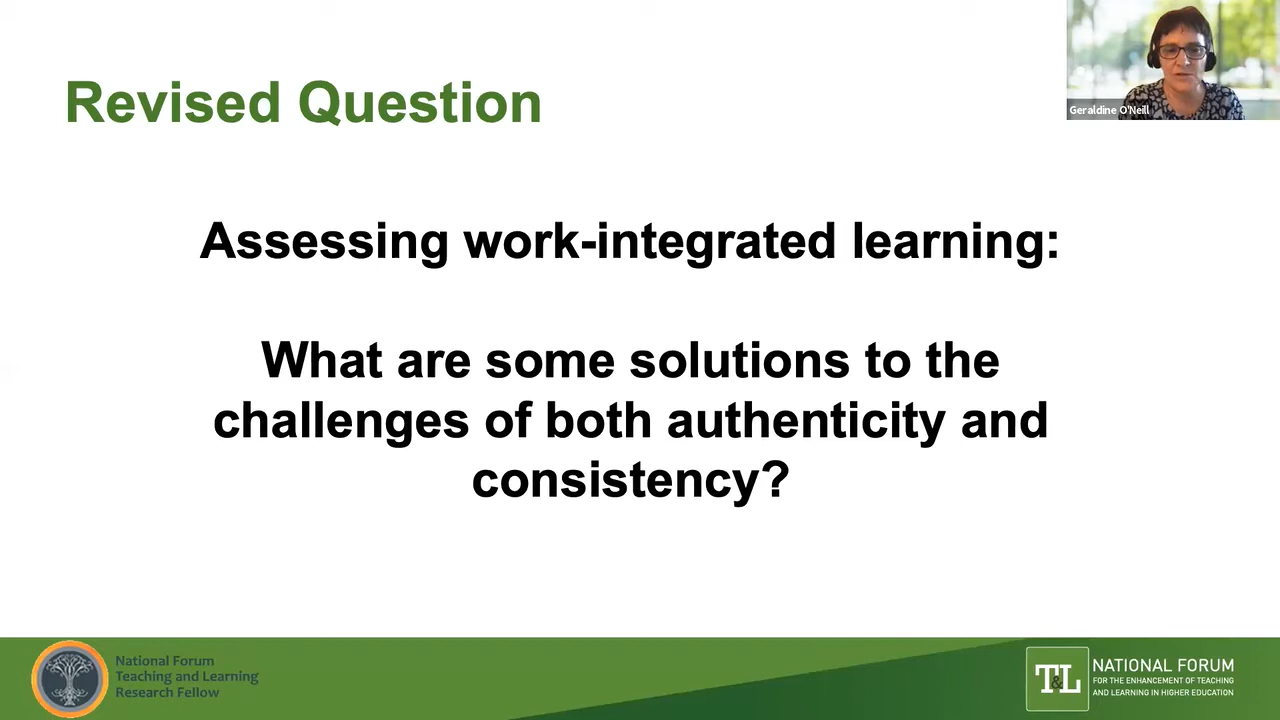 Revised Question
Geraldine O'Neill
Assessing work-integrated learning:
What are some solutions to the
challenges of both authenticity and
consistency?
National Forum
Teaching and Learning
Research Fellow
T&L
NATIONAL FORUM
FOR THE ENHANCEMENT OF TEACHING
AND LEARNING IN HIGHER EDUCATION